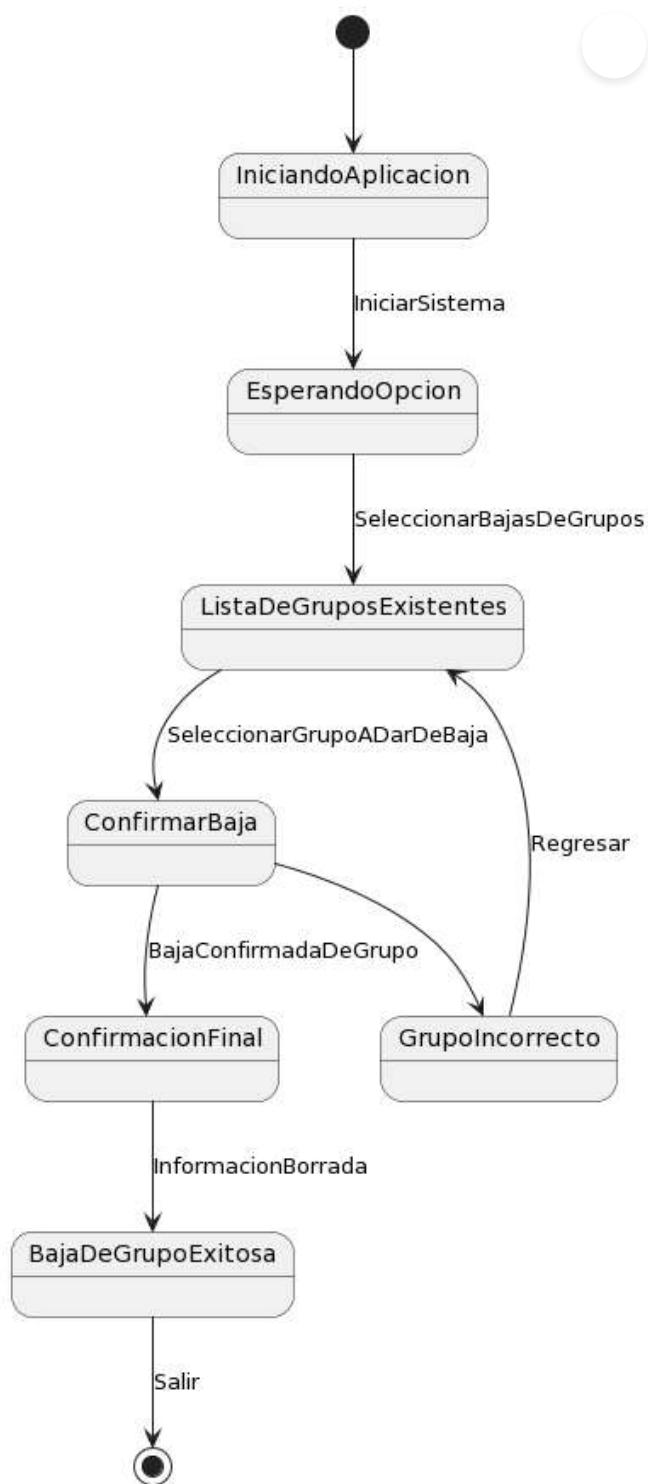 IniciandoAplicacion
IniciarSistema
EsperandoOpcion
SeleccionarBajasDeGrupos
ListaDeGruposExistentes
SeleccionarGrupoADarDeBaja
ConfirmarBaja
Regresar
BajaConfirmadaDeGrupo
ConfirmacionFinal
GrupoIncorrecto
InformacionBorrada
BajaDeGrupoExitosa
Salir